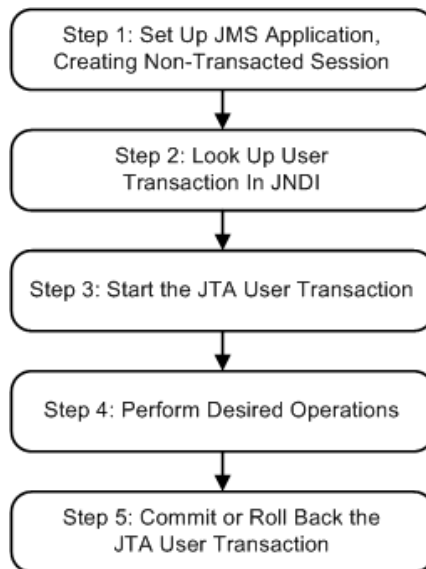 Step 1: Set Up JMS Application,
Creating Non-Transacted Session
Step 2: Look Up User
Transaction In JNDI
Step 3: Start the JTA User Transaction
Step 4: Perform Desired Operations
Step 5: Commit or Roll Back the
JTA User Transaction